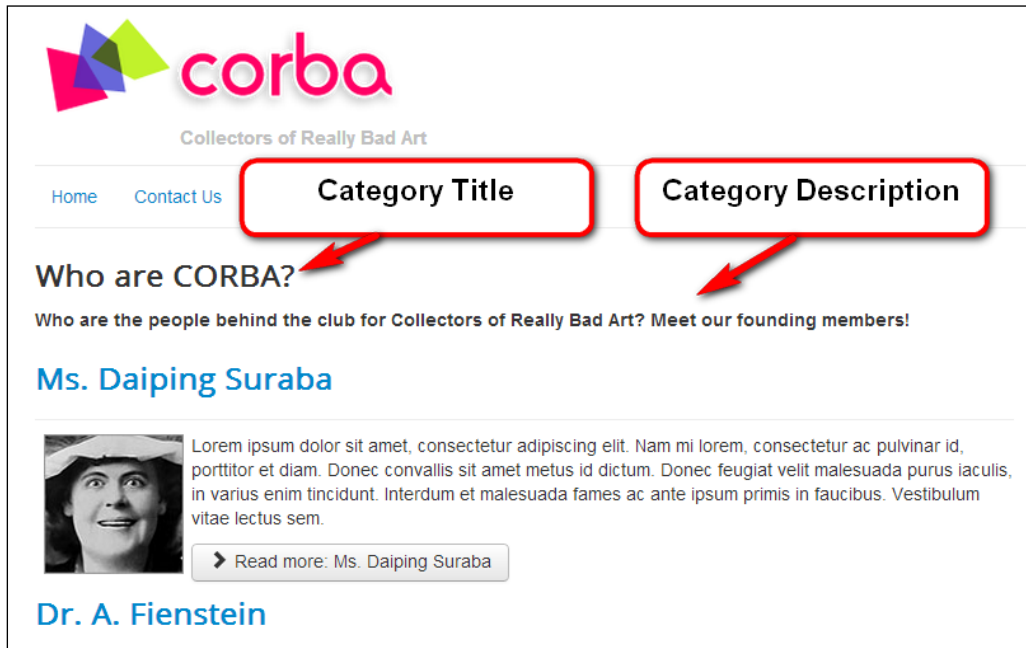 corba
Collectors of Really Bad Art
Home Contact Us
Category Title
Category Description
Who are CORBA?
Who are the people behind the club for Collectors of Really Bad Art? Meet our founding members!
Ms. Daiping Suraba
Lorem ipsum dolor sit amet, consectetur adipiscing elit. Nam mi lorem, consectetur ac pulvinar id,
porttitor et diam. Donec convallis sit amet metus id dictum. Donec feugiat velit malesuada purus iaculis,
in varius enim tincidunt. Interdum et malesuada fames ac ante ipsum primis in faucibus. Vestibulum
vitae lectus sem.
Read more: Ms. Daiping Suraba
Dr. A. Fienstein